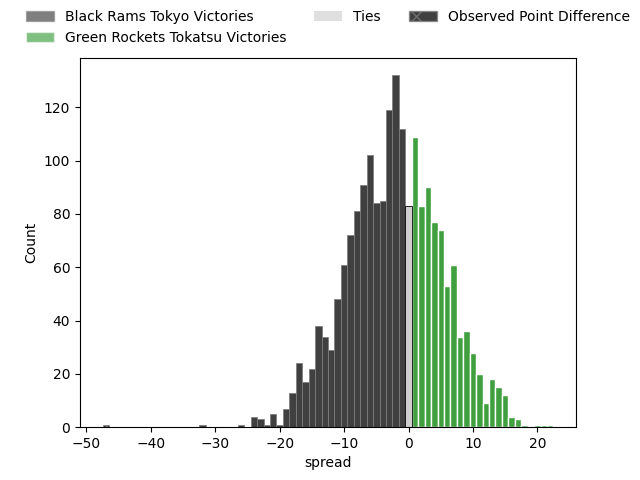 Black Rams Tokyo Victories
Green Rockets Tokatsu Victories
Ties
Observed Point Difference
Count
120
100
80
60
40
20
0
−50 −40 −30 −20 −10 0 10 20
spread